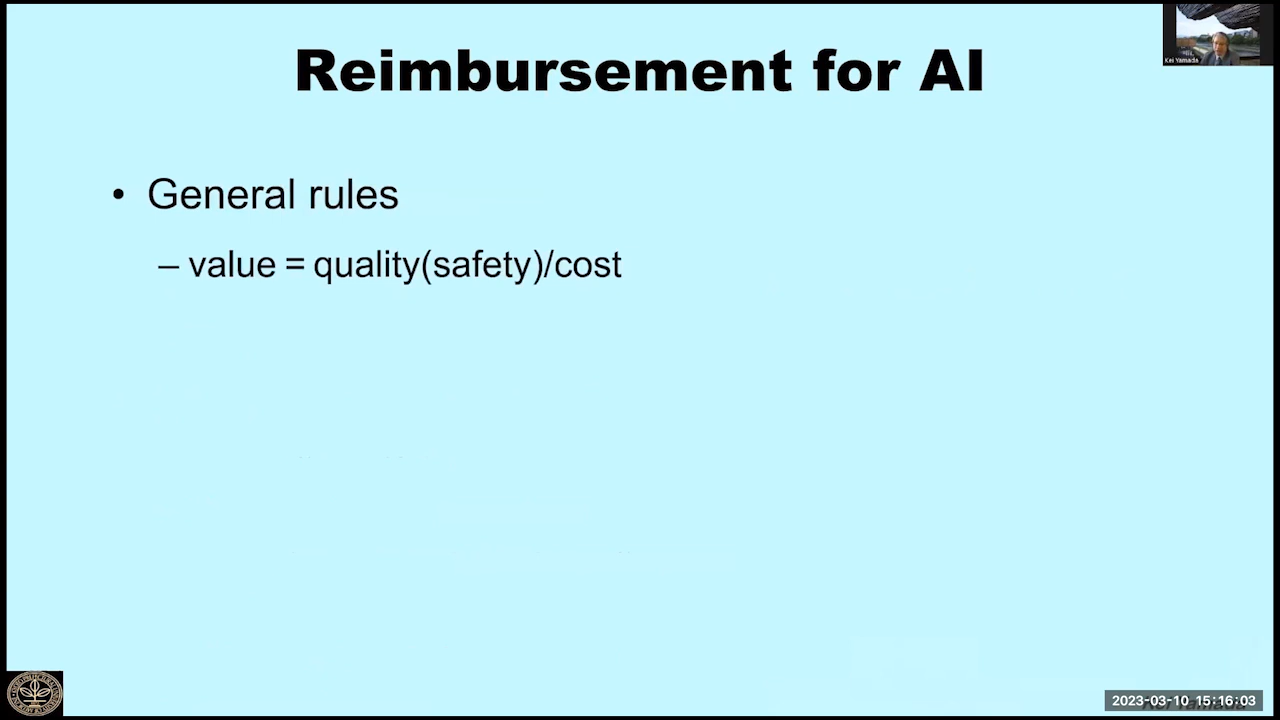 Kei Yamada
Reimbursement for AI
• General rules
– value = quality(safety)/cost
2023-03-10 15:16:03